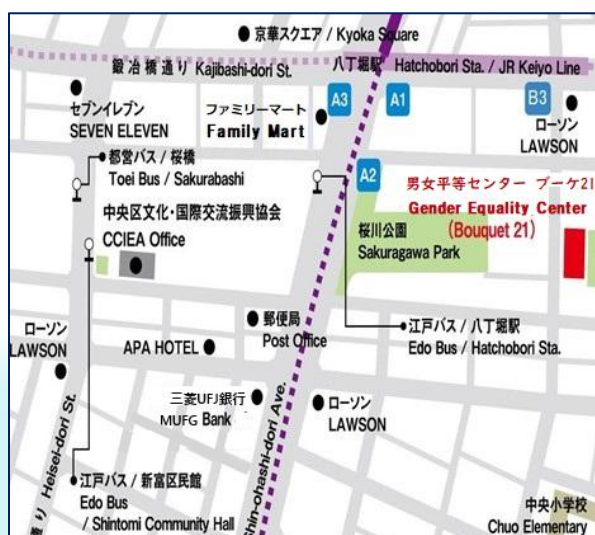 京華スクエア / Kyoka Square
鍛冶橋通り Kajibashi-dori St.
八丁堀駅 Hatchobori Sta. / JR Keiyo Line
A3
A1
B3
セブンイレブン
SEVEN ELEVEN
ファミリーマート
Family Mart
ローソン
LAWSON
都営バス / 桜橋
Toei Bus / Sakurabashi
A2
男女平等センター ブーケ21
Gender Equality Center
(Bouquet 21)
中央区文化・国際交流振興協会
CCIEA Office
桜川公園
Sakuragawa Park
郵便局
Post Office
江戸バス / 八丁堀駅
Edo Bus / Hatchobori Sta.
ローソン
LAWSON
APA HOTEL
三菱UFJ銀行
MUFG Bank
ローソン
LAWSON
通り Heisei-dori St.
Shin-ohashi-dori Ave.
江戸バス / 新富区民館
Edo Bus
/ Shintomi Community Hall
中央小学校
Chuo Elementary